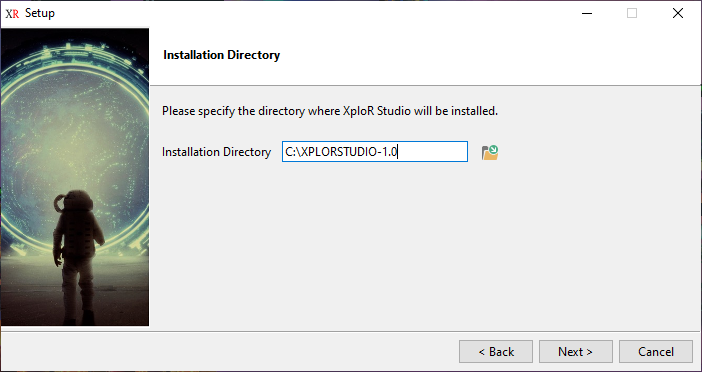 XR Setup
Installation Directory
Please specify the directory where XploR Studio will be installed.
Installation Directory C:\XPLORSTUDIO-1.0
< Back Next > Cancel